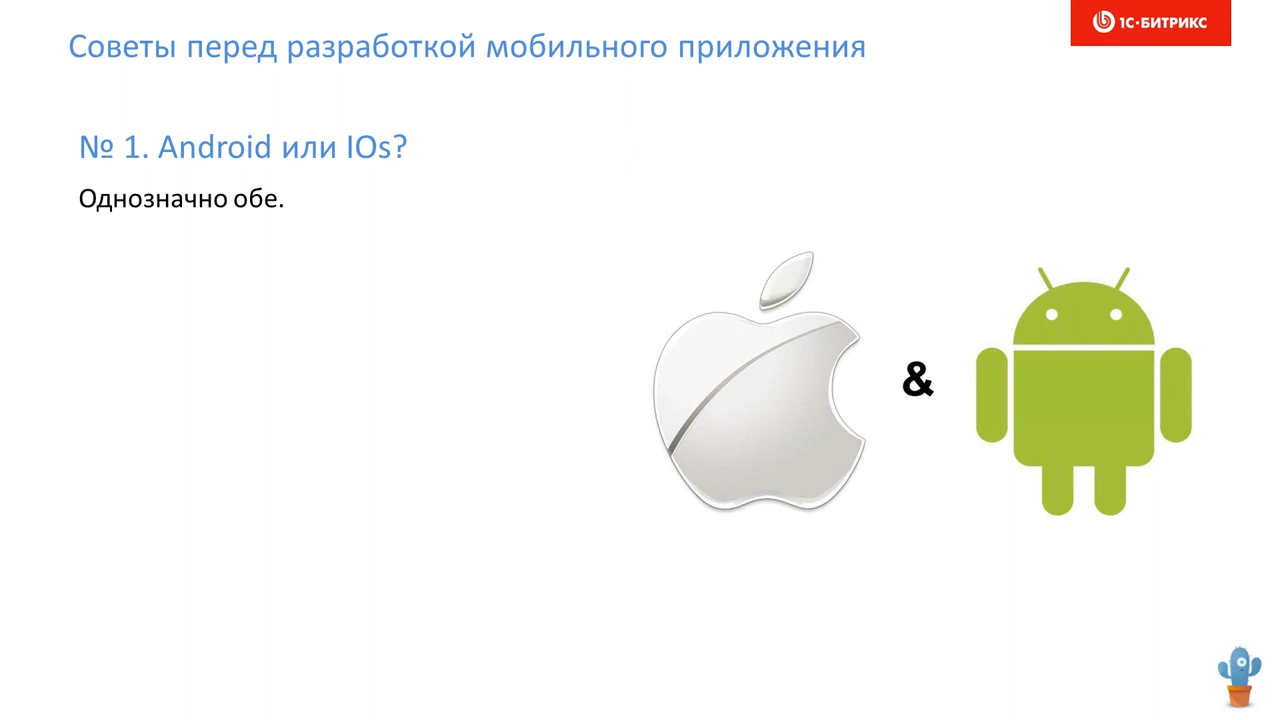 Советы перед разработкой мобильного приложения
1С·БИТРИКС
№ 1. Android или IOs?
Однозначно обе.
&